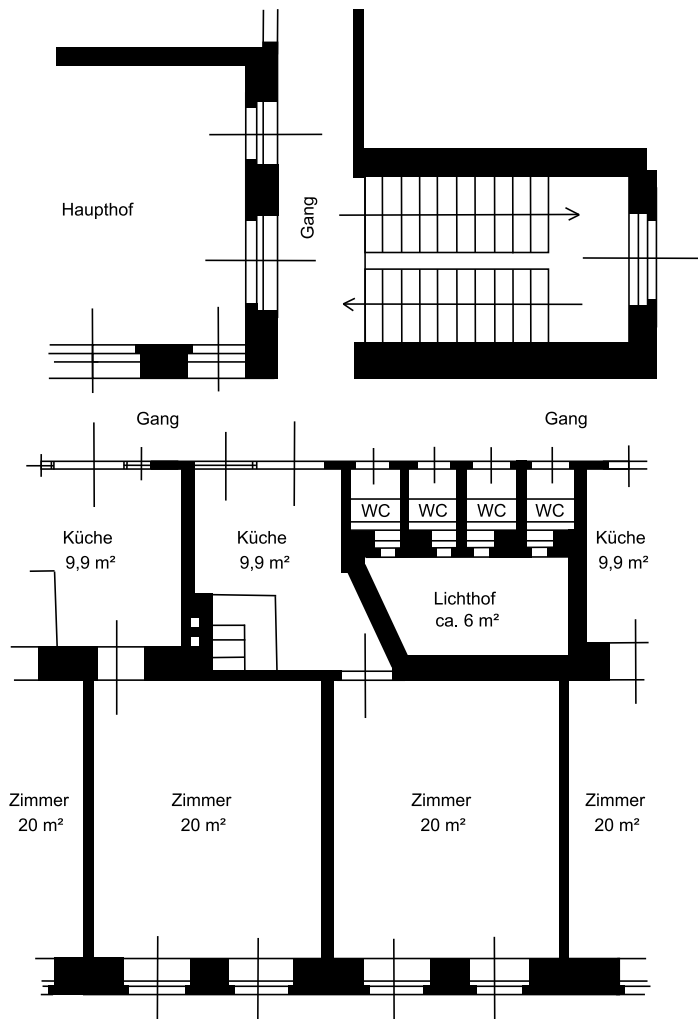 Haupthof
Gang
Gang
Gang
WC
WC
WC
WC
Küche
9,9 m²
Küche
9,9 m²
Küche
9,9 m²
Lichthof
ca. 6 m²
Zimmer
20 m²
Zimmer
20 m²
Zimmer
20 m²
Zimmer
20 m²